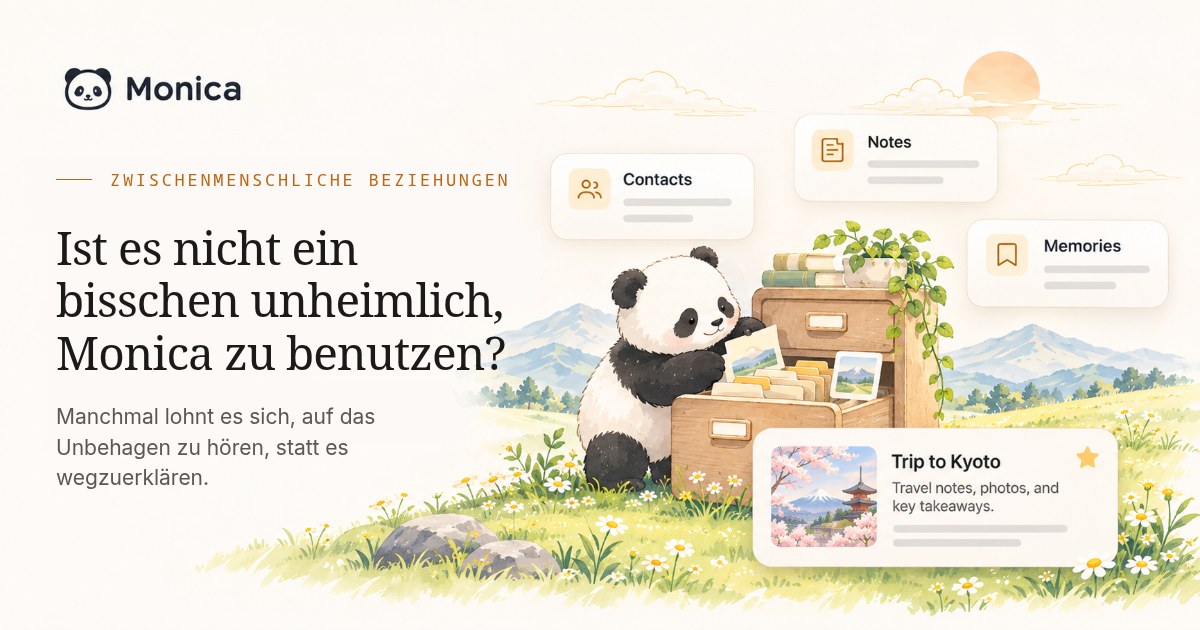 Monica
ZWISCHENMENSCHLICHE BEZIEHUNGEN
Ist es nicht ein
bisschen unheimlich,
Monica zu benutzen?
Manchmal lohnt es sich, auf das
Unbehagen zu hören, statt es
wegzuerklären.
Contacts
Notes
Memories
Trip to Kyoto
Travel notes, photos, and
key takeaways.